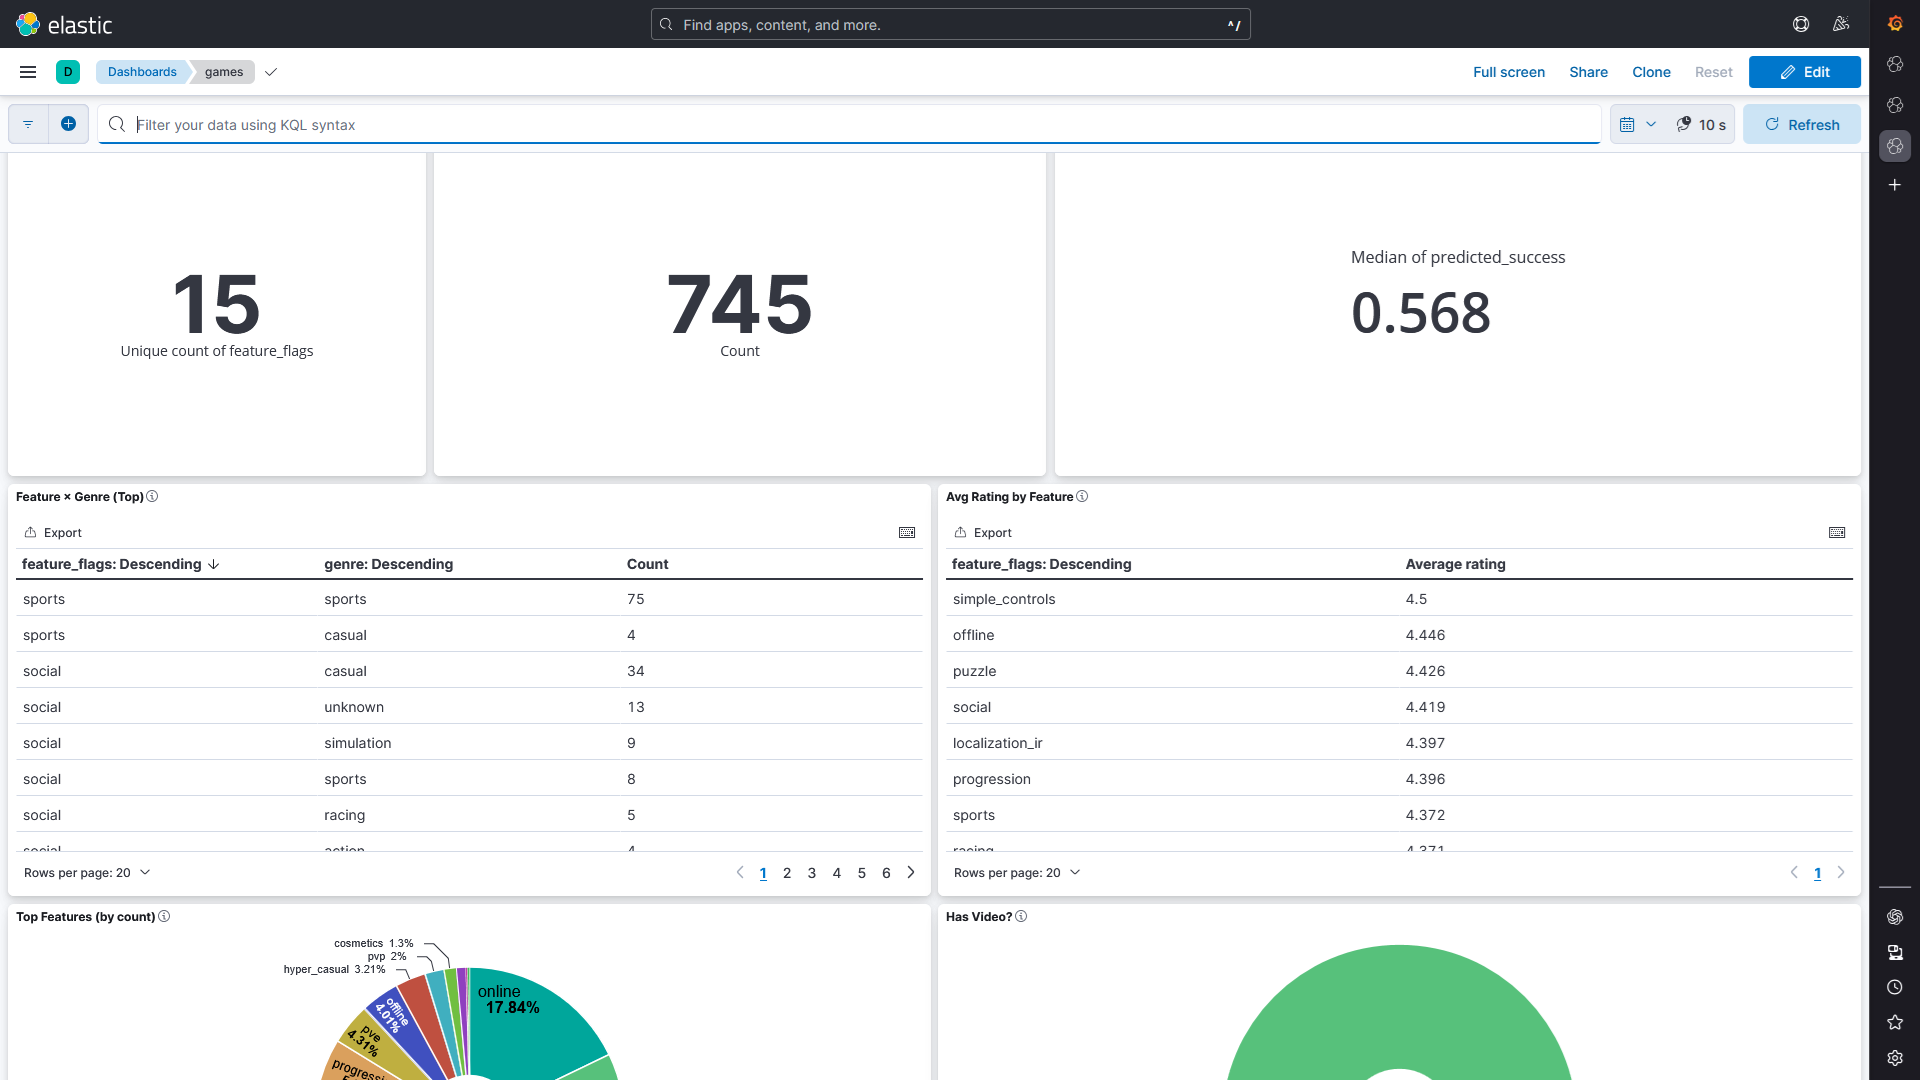 elastic
Find apps, content, and more.
^/
D
Dashboards
games
Full screen
Share
Clone
Reset
Edit
Filter your data using KQL syntax
10 s
Refresh
15
Unique count of feature_flags
745
Count
Median of predicted_success
0.568
Feature × Genre (Top)
Export
feature_flags: Descending genre: Descending Count
sports sports 75
sports casual 4
social casual 34
social unknown 13
social simulation 9
social sports 8
social racing 5
social action 4
Rows per page: 20
1 2 3 4 5 6
Avg Rating by Feature
Export
feature_flags: Descending Average rating
simple_controls 4.5
offline 4.446
puzzle 4.426
social 4.419
localization_ir 4.397
progression 4.396
sports 4.372
racing 4.371
Rows per page: 20
1
Top Features (by count)
cosmetics 1.3%
pvp 2%
hyper_casual 3.21%
online
17.84%
offline
4.01%
pve
4.31%
progressi
Has Video?